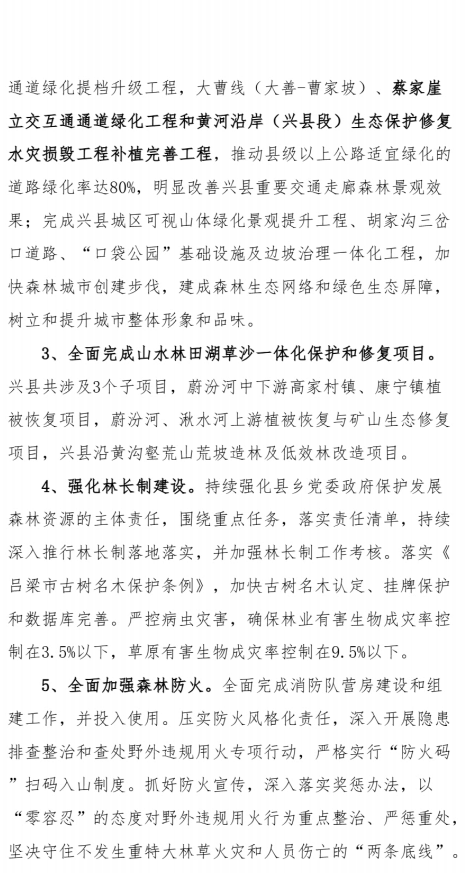 通道绿化提档升级工程，大曹线（大善-曹家坡）、蔡家崖
立交互通通道绿化工程和黄河沿岸（兴县段）生态保护修复
水灾损毁工程补植完善工程，推动县级以上公路适宜绿化的
道路绿化率达80%，明显改善兴县重要交通走廊森林景观效
果；完成兴县城区可视山体绿化景观提升工程、胡家沟三岔
口道路、“口袋公园”基础设施及边坡治理一体化工程，加
快森林城市创建步伐，建成森林生态网络和绿色生态屏障，
树立和提升城市整体形象和品味。
3、全面完成山水林田湖草沙一体化保护和修复项目。
兴县共涉及3个子项目，蔚汾河中下游高家村镇、康宁镇植
被恢复项目，蔚汾河、湫水河上游植被恢复与矿山生态修复
项目，兴县沿黄沟壑荒山荒坡造林及低效林改造项目。
4、强化林长制建设。持续强化县乡党委政府保护发展
森林资源的主体责任，围绕重点任务，落实责任清单，持续
深入推行林长制落地落实，并加强林长制工作考核。落实《
吕梁市古树名木保护条例》，加快古树名木认定、挂牌保护
和数据库完善。严控病虫灾害，确保林业有害生物成灾率控
制在3.5%以下，草原有害生物成灾率控制在9.5%以下。
5、全面加强森林防火。全面完成消防队营房建设和组
建工作，并投入使用。压实防火风格化责任，深入开展隐患
排查整治和查处野外违规用火专项行动，严格实行“防火码
”扫码入山制度。抓好防火宣传，深入落实奖惩办法，以
“零容忍”的态度对野外违规用火行为重点整治、严惩重处，
坚决守住不发生重特大林草火灾和人员伤亡的“两条底线”。